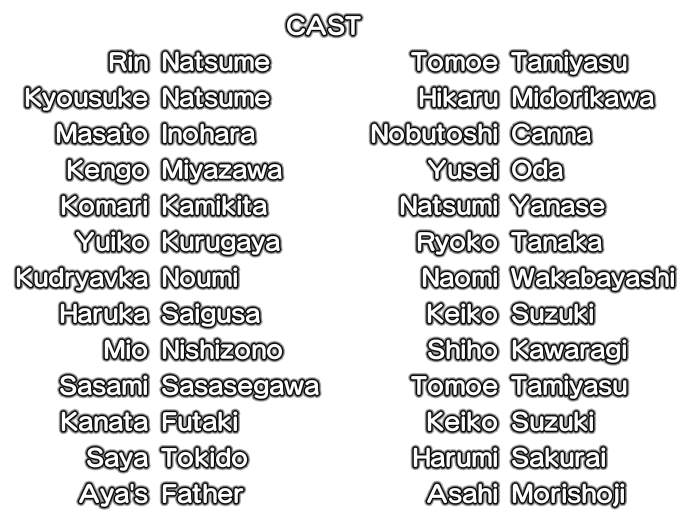 CAST
Rin Natsume Tomoe Tamiyasu
Kyousuke Natsume Hikaru Midorikawa
Masato Inohara Nobutoshi Canna
Kengo Miyazawa Yusei Oda
Komari Kamikita Natsumi Yanase
Yuiko Kurugaya Ryoko Tanaka
Kudryavka Noumi Naomi Wakabayashi
Haruka Saigusa Keiko Suzuki
Mio Nishizono Shiho Kawaragi
Sasami Sasasegawa Tomoe Tamiyasu
Kanata Futaki Keiko Suzuki
Saya Tokido Harumi Sakurai
Aya's Father Asahi Morishoji